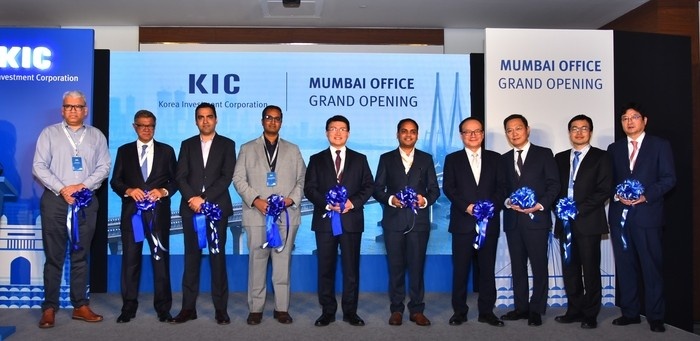 KIC
Investment Corporation
KIC
Korea Investment Corporation
MUMBAI OFFICE
GRAND OPENING
MUMBAI OFFICE
GRAND OPENING